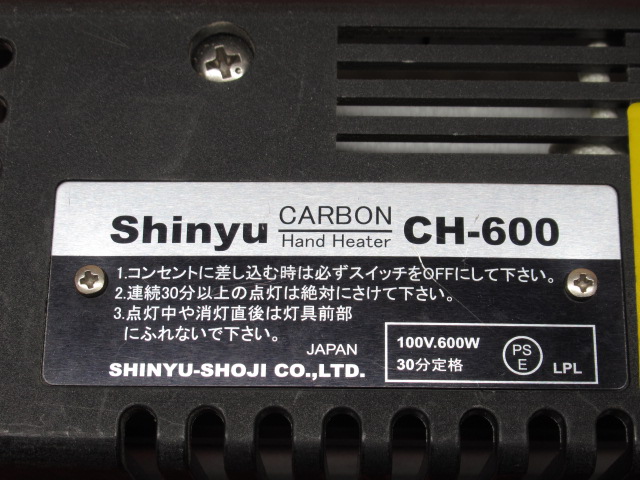 Shinyu CARBON Hand Heater CH-600
1.コンセントに差し込む時は必ずスイッチをOFFにして下さい。
2.連続30分以上の点灯は絶対にさけて下さい。
3.点灯中や消灯直後は灯具前部
にふれないで下さい。
JAPAN
SHINYU-SHOJI CO.,LTD.
100V.600W
30分定格
PS
E
LPL